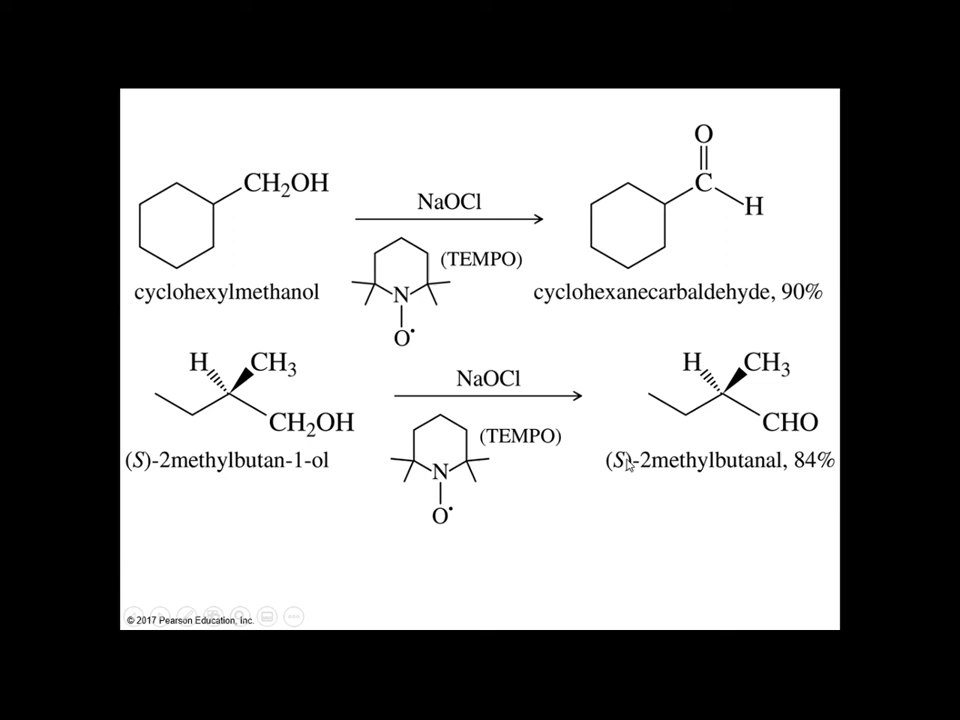 O
CH₂OH
NaOCl
C
H
(TEMPO)
N
cyclohexylmethanol
cyclohexanecarbaldehyde, 90%
O•
H
CH₃
H
CH₃
NaOCl
CH₂OH
CHO
(TEMPO)
(S)-2methylbutan-1-ol
(S)-2methylbutanal, 84%
N
O•
© 2017 Pearson Education, Inc.